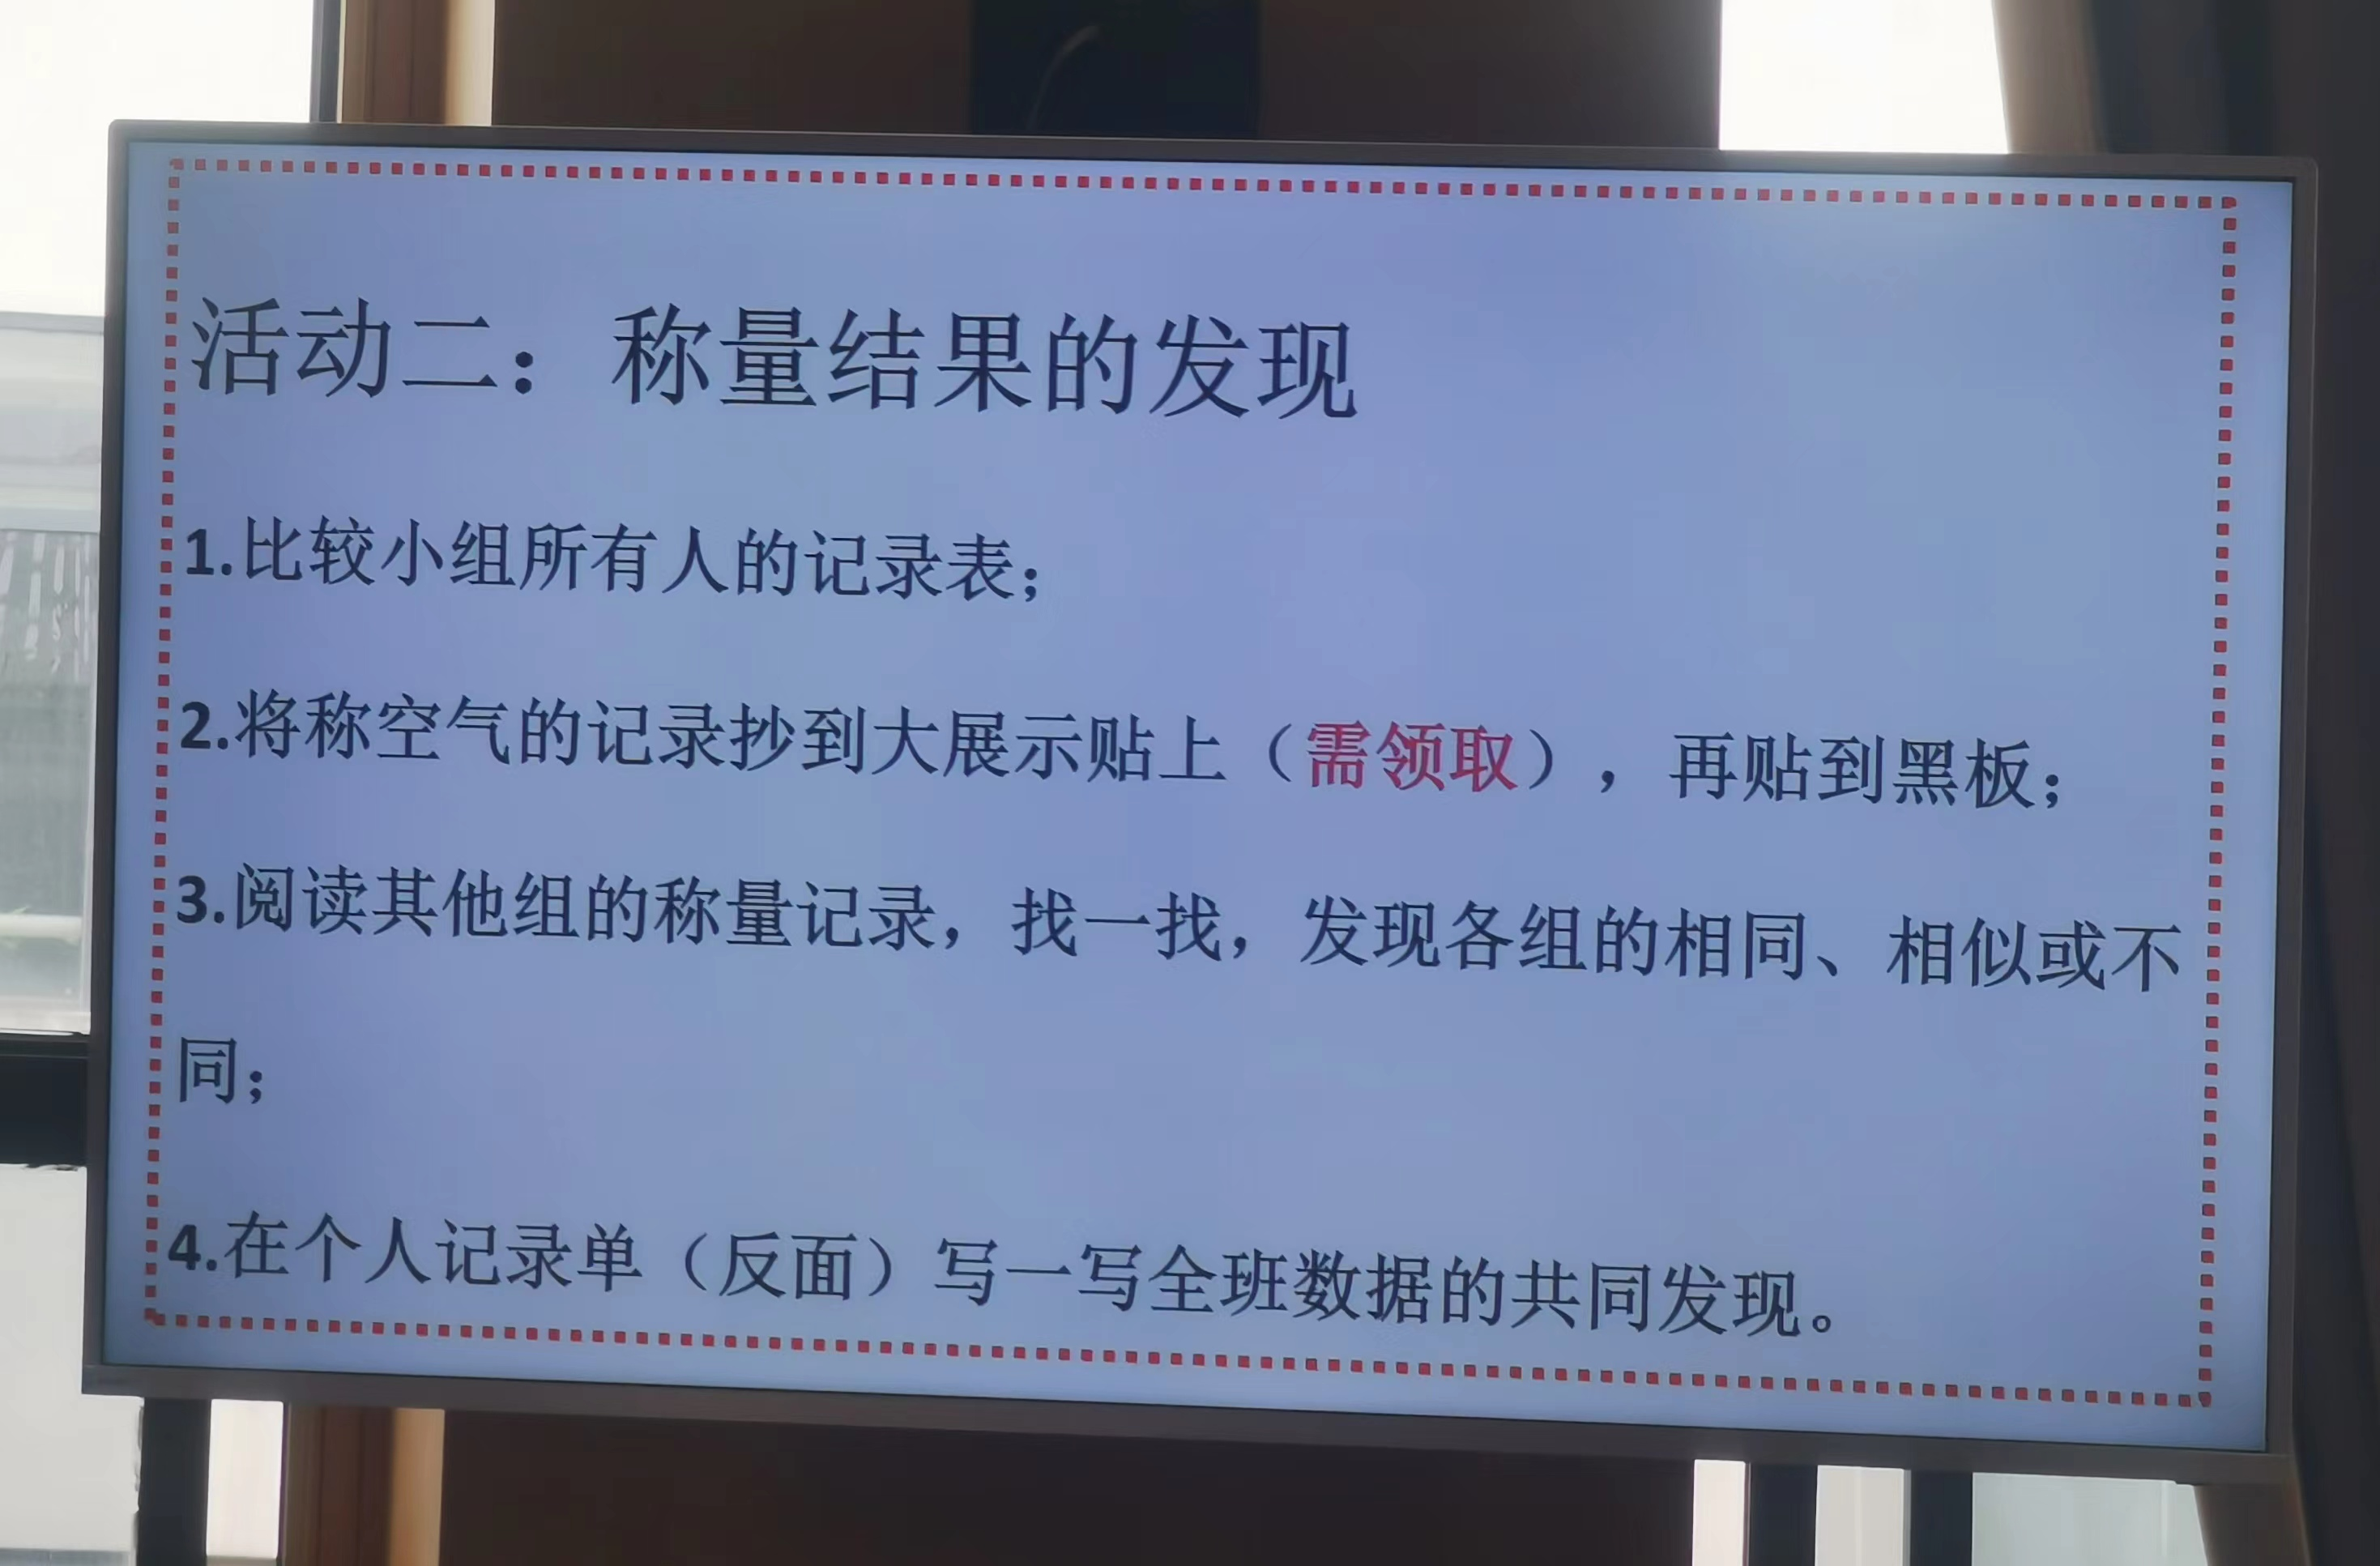 活动二：称量结果的发现
1.比较小组所有人的记录表；
2.将称空气的记录抄到大展示贴上（需领取），再贴到黑板；
3.阅读其他组的称量记录，找一找，发现各组的相同、相似或不
同；
4.在个人记录单（反面）写一写全班数据的共同发现。